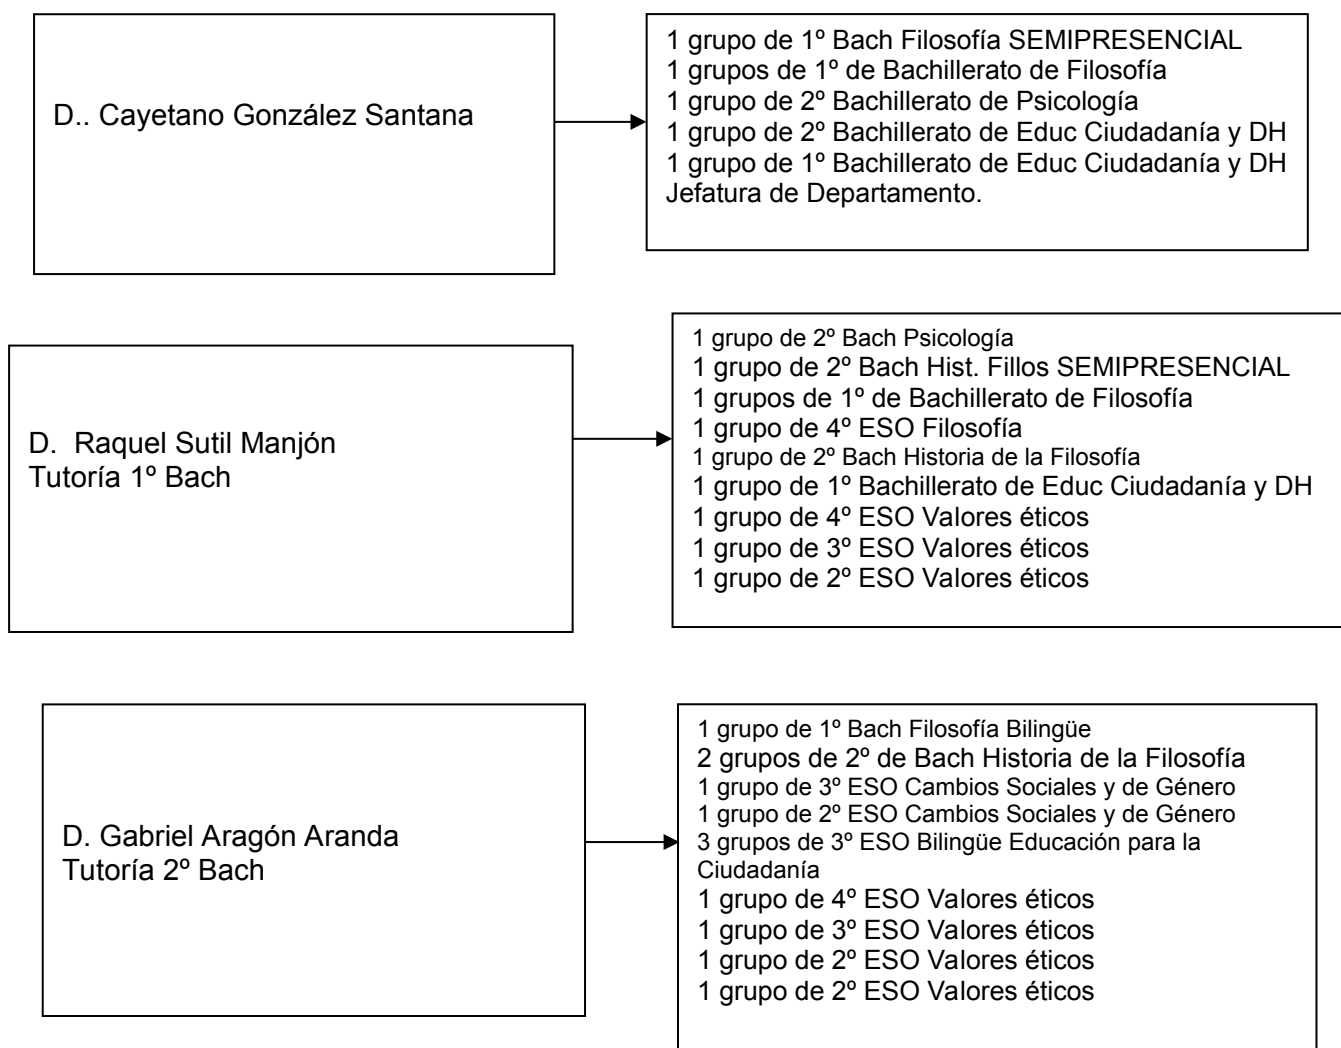 D.. Cayetano González Santana
1 grupo de 1º Bach Filosofía SEMIPRESENCIAL
1 grupos de 1º de Bachillerato de Filosofía
1 grupo de 2º Bachillerato de Psicología
1 grupo de 2º Bachillerato de Educ Ciudadanía y DH
1 grupo de 1º Bachillerato de Educ Ciudadanía y DH
Jefatura de Departamento.
D. Raquel Sutil Manjón
Tutoría 1º Bach
1 grupo de 2º Bach Psicología
1 grupo de 2º Bach Hist. Fillos SEMIPRESENCIAL
1 grupos de 1º de Bachillerato de Filosofía
1 grupo de 4º ESO Filosofía
1 grupo de 2º Bach Historia de la Filosofía
1 grupo de 1º Bachillerato de Educ Ciudadanía y DH
1 grupo de 4º ESO Valores éticos
1 grupo de 3º ESO Valores éticos
1 grupo de 2º ESO Valores éticos
D. Gabriel Aragón Aranda
Tutoría 2º Bach
1 grupo de 1º Bach Filosofía Bilingüe
2 grupos de 2º de Bach Historia de la Filosofía
1 grupo de 3º ESO Cambios Sociales y de Género
1 grupo de 2º ESO Cambios Sociales y de Género
3 grupos de 3º ESO Bilingüe Educación para la
Ciudadanía
1 grupo de 4º ESO Valores éticos
1 grupo de 3º ESO Valores éticos
1 grupo de 2º ESO Valores éticos
1 grupo de 2º ESO Valores éticos